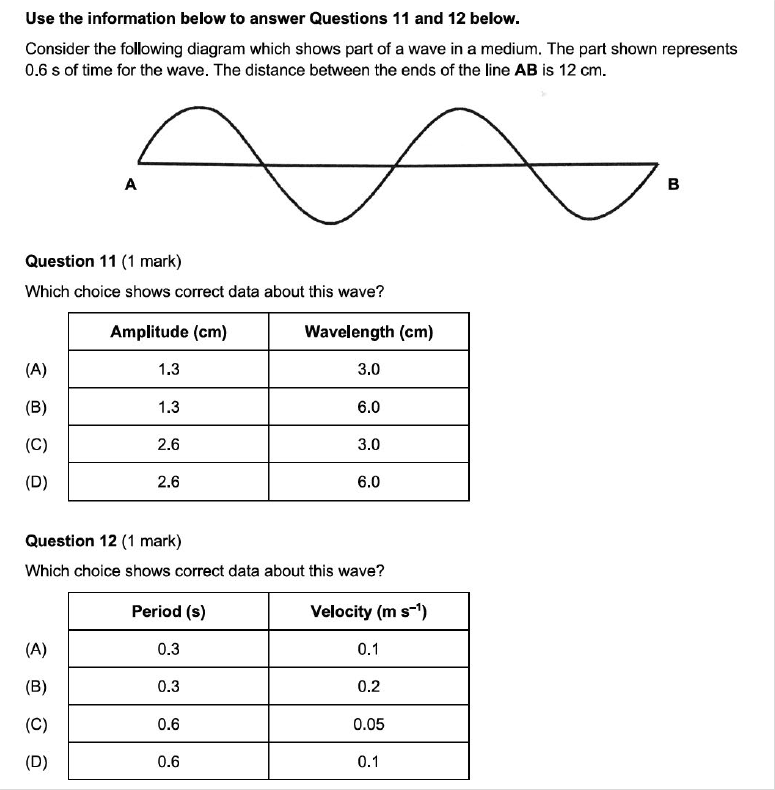 Use the information below to answer Questions 11 and 12 below.
Consider the following diagram which shows part of a wave in a medium. The part shown represents
0.6 s of time for the wave. The distance between the ends of the line AB is 12 cm.
A B
Question 11 (1 mark)
Which choice shows correct data about this wave?
Amplitude (cm) Wavelength (cm)
(A) 1.3 3.0
(B) 1.3 6.0
(C) 2.6 3.0
(D) 2.6 6.0
Question 12 (1 mark)
Which choice shows correct data about this wave?
Period (s) Velocity (m s⁻¹)
(A) 0.3 0.1
(B) 0.3 0.2
(C) 0.6 0.05
(D) 0.6 0.1